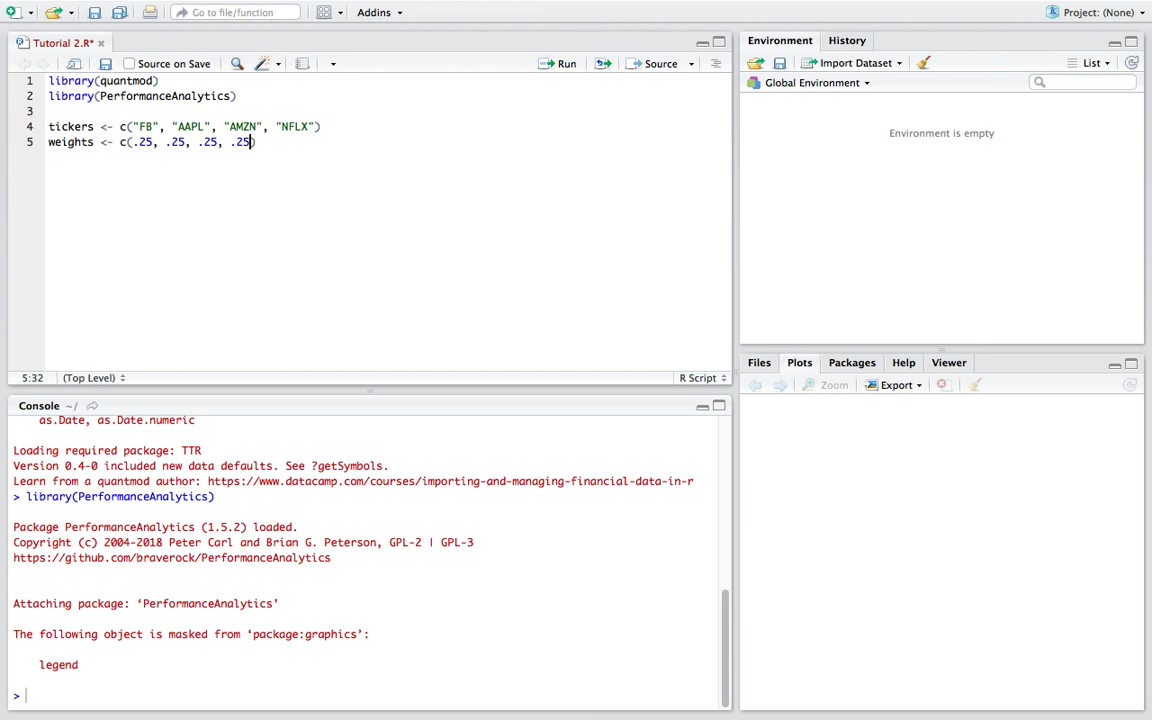 Go to file/function
Addins
Project: (None)
Tutorial 2.R*
Source on Save
Run
Source
1 library(quantmod)
2 library(PerformanceAnalytics)
3
4 tickers <- c("FB", "AAPL", "AMZN", "NFLX")
5 weights <- c(.25, .25, .25, .25)
5:32 (Top Level) R Script
Console ~/
as.Date, as.Date.numeric
Loading required package: TTR
Version 0.4-0 included new data defaults. See ?getSymbols.
Learn from a quantmod author: https://www.datacamp.com/courses/importing-and-managing-financial-data-in-r
> library(PerformanceAnalytics)
Package PerformanceAnalytics (1.5.2) loaded.
Copyright (c) 2004-2018 Peter Carl and Brian G. Peterson, GPL-2 | GPL-3
https://github.com/braverock/PerformanceAnalytics
Attaching package: ‘PerformanceAnalytics’
The following object is masked from ‘package:graphics’:
legend
>
Environment History
Import Dataset List
Global Environment
Environment is empty
Files Plots Packages Help Viewer
Zoom Export